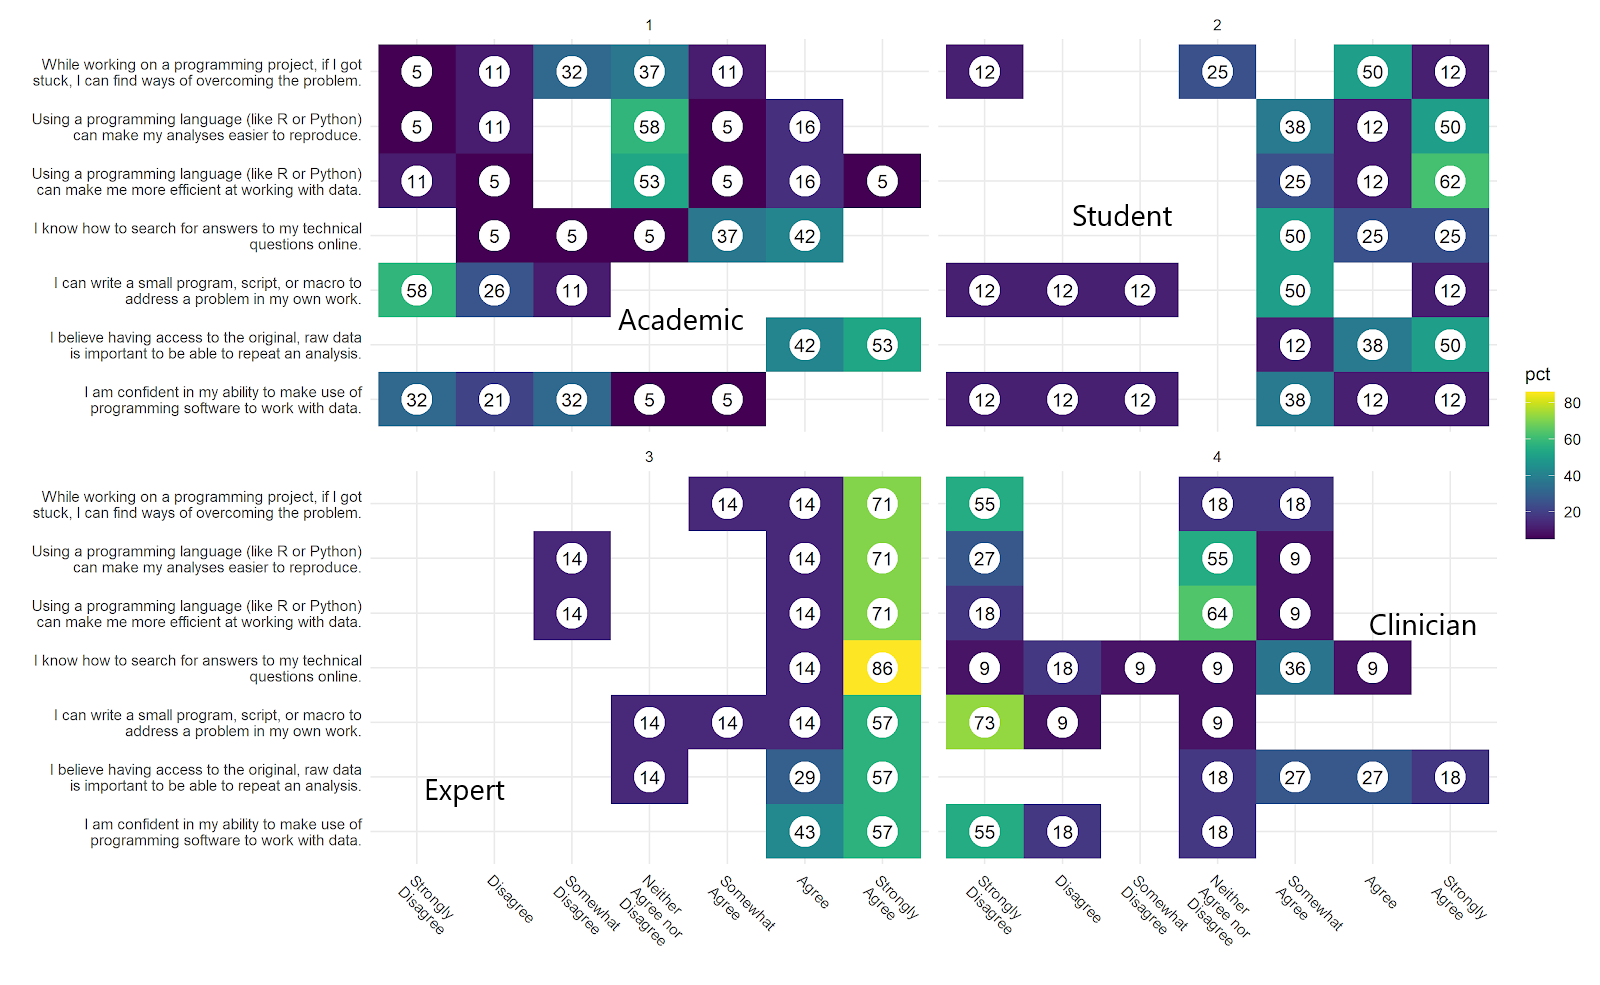 1
2
While working on a programming project, if I got
stuck, I can find ways of overcoming the problem.
5 11 32 37 11
12 25 50 12
Using a programming language (like R or Python)
can make my analyses easier to reproduce.
5 11 58 5 16
38 12 50
Using a programming language (like R or Python)
can make me more efficient at working with data.
11 5 53 5 16 5
25 12 62
Student
I know how to search for answers to my technical
questions online.
5 5 5 37 42
50 25 25
I can write a small program, script, or macro to
address a problem in my own work.
58 26 11
12 12 12 50 12
Academic
I believe having access to the original, raw data
is important to be able to repeat an analysis.
42 53
12 38 50
I am confident in my ability to make use of
programming software to work with data.
32 21 32 5 5
12 12 12 38 12 12
pct
80
60
40
20
3
4
While working on a programming project, if I got
stuck, I can find ways of overcoming the problem.
14 14 71
55 18 18
Using a programming language (like R or Python)
can make my analyses easier to reproduce.
14 14 71
27 55 9
Using a programming language (like R or Python)
can make me more efficient at working with data.
14 14 71
18 64 9
Clinician
I know how to search for answers to my technical
questions online.
14 86
9 18 9 9 36 9
I can write a small program, script, or macro to
address a problem in my own work.
14 14 14 57
73 9 9
I believe having access to the original, raw data
is important to be able to repeat an analysis.
14 29 57
18 27 27 18
Expert
I am confident in my ability to make use of
programming software to work with data.
43 57
55 18 18
Strongly
Disagree
Disagree
Somewhat
Disagree
Neither
Agree nor
Disagree
Somewhat
Agree
Agree
Strongly
Agree
Strongly
Disagree
Disagree
Somewhat
Disagree
Neither
Agree nor
Disagree
Somewhat
Agree
Agree
Strongly
Agree